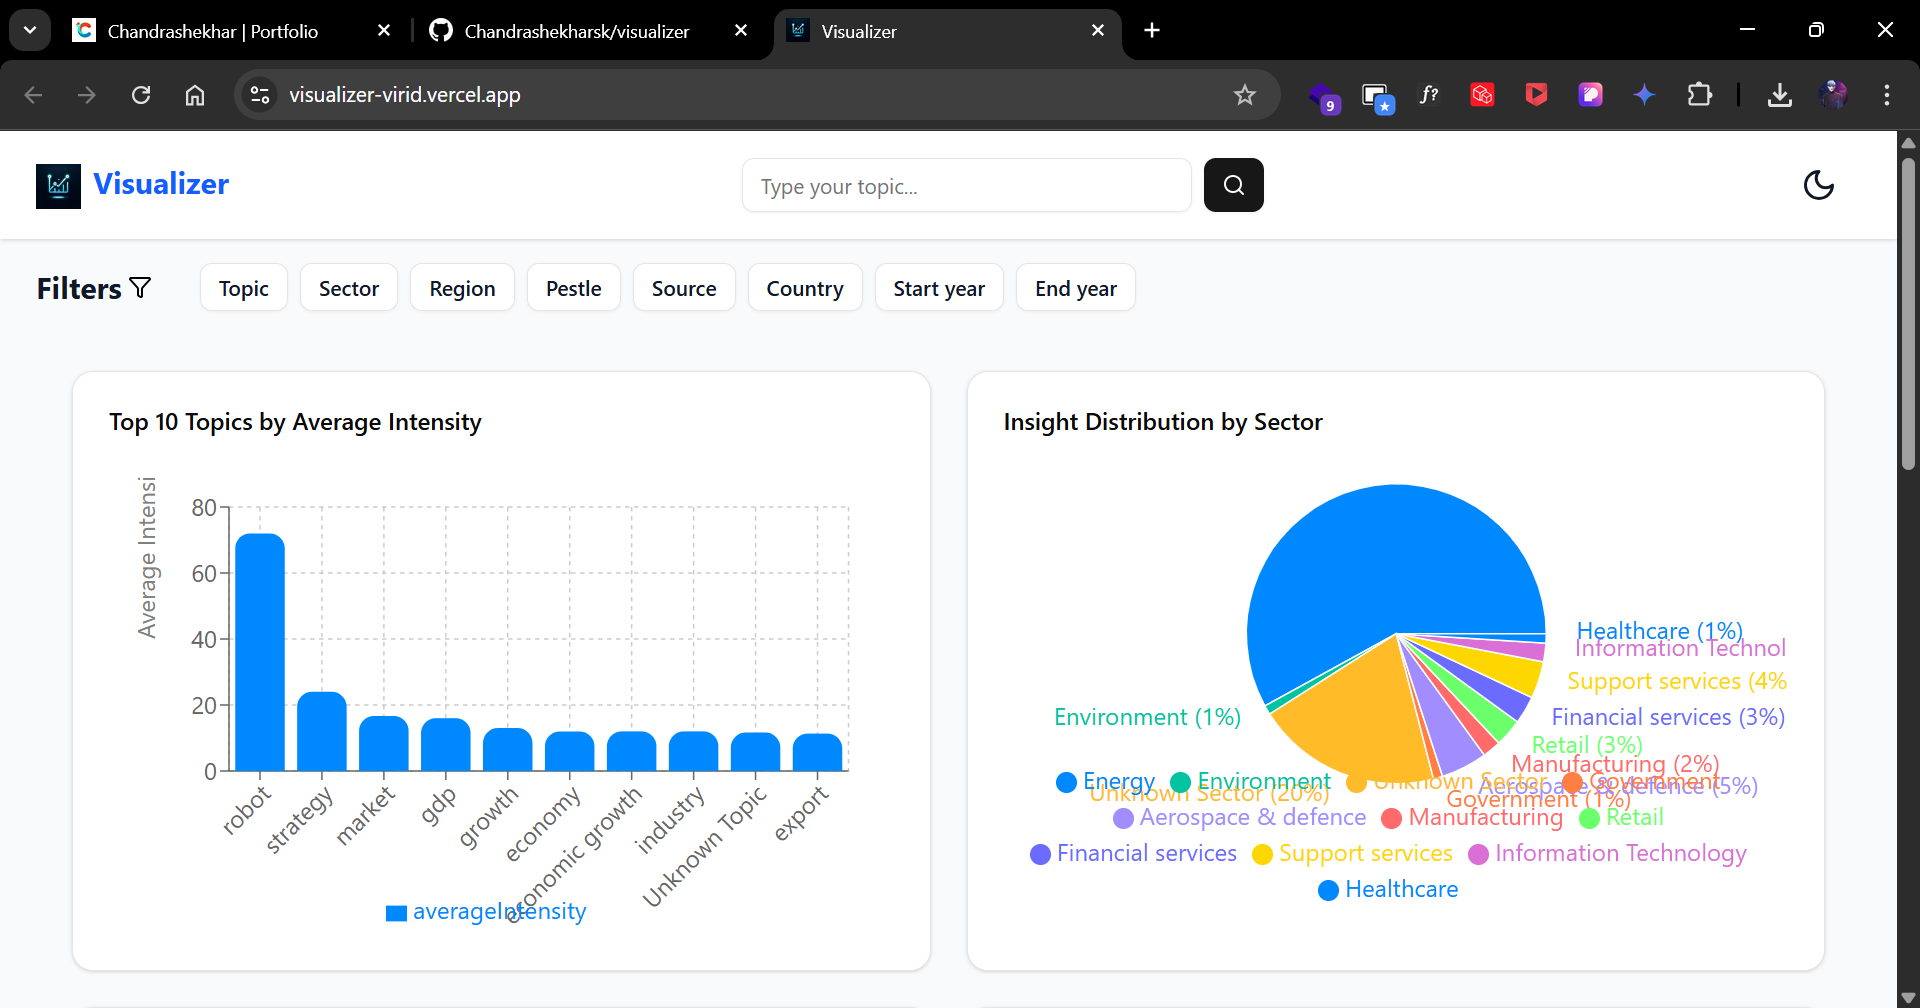 Chandrashekhar | Portfolio
Chandrashekharsk/visualizer
Visualizer
visualizer-virid.vercel.app
9
f?
Visualizer
Type your topic...
Filters
Topic
Sector
Region
Pestle
Source
Country
Start year
End year
Top 10 Topics by Average Intensity
Average Intensi
80
60
40
20
0
robot
strategy
market
gdp
growth
economy
economic growth
industry
Unknown Topic
export
averageIntensity
Insight Distribution by Sector
Healthcare (1%)
Information Technol
Support services (4%
Financial services (3%)
Retail (3%)
Manufacturing (2%)
Aerospace & defence (5%)
Government (1%)
Unknown Sector (20%)
Environment (1%)
Energy
Environment
Unknown Sector
Government
Aerospace & defence
Manufacturing
Retail
Financial services
Support services
Information Technology
Healthcare